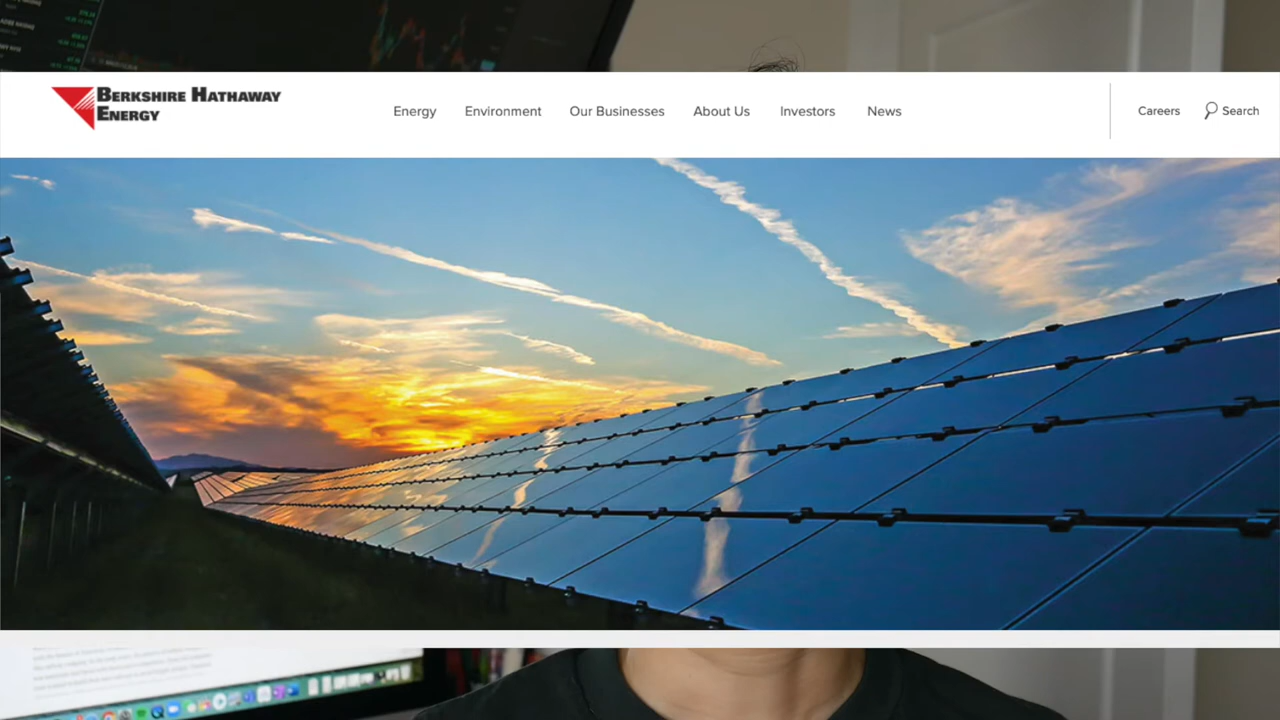 BERKSHIRE HATHAWAY
ENERGY
Energy
Environment
Our Businesses
About Us
Investors
News
Careers
Search